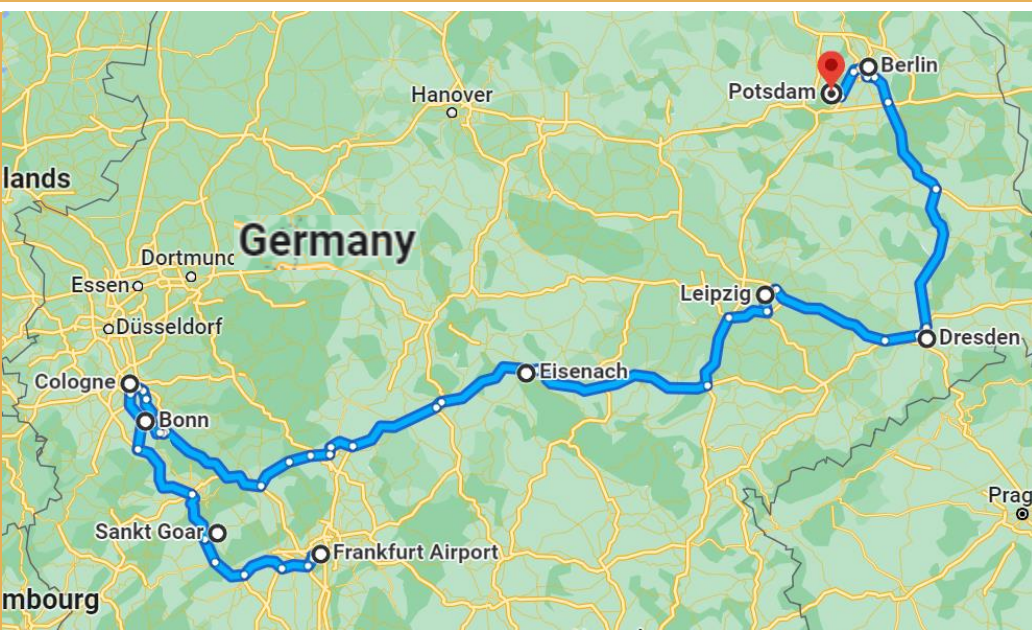 Berlin
Potsdam
Hanover
lands
Germany
Dortmund
Essen
Düsseldorf
Leipzig
Dresden
Eisenach
Cologne
Bonn
Prag
Sankt Goar
Frankfurt Airport
mbourg